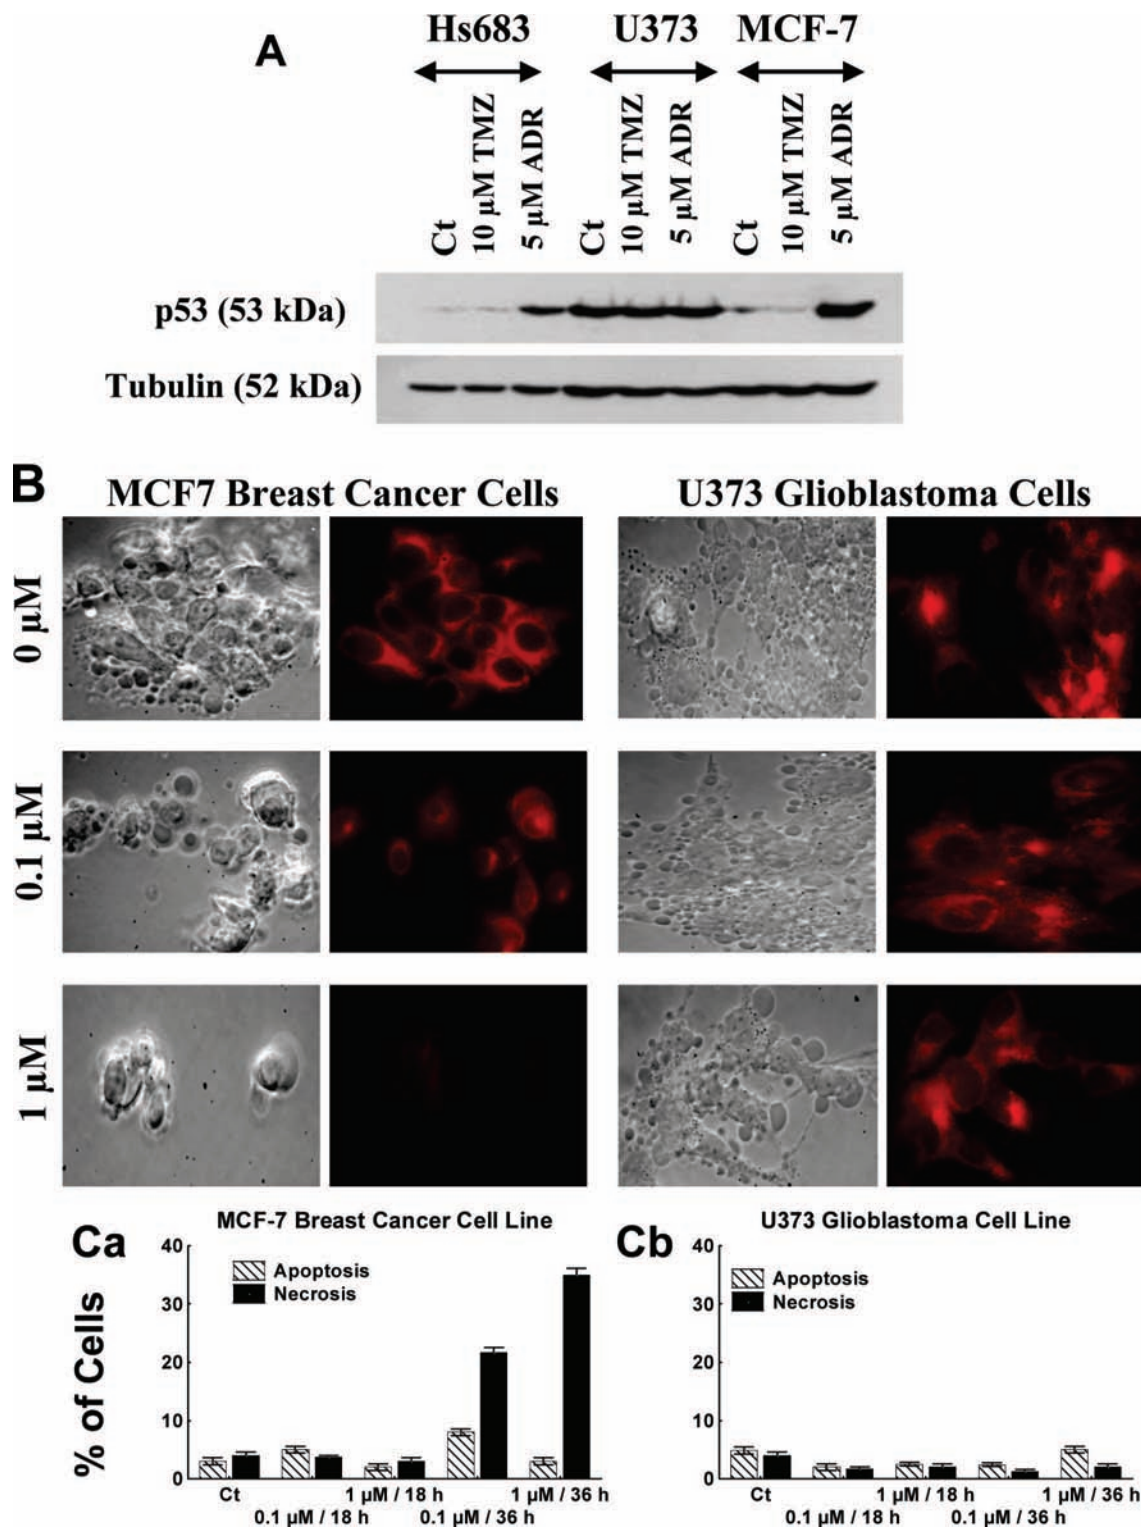 A
Hs683 U373 MCF-7
Ct 10 µM TMZ 5 µM ADR Ct 10 µM TMZ 5 µM ADR Ct 10 µM TMZ 5 µM ADR
p53 (53 kDa)
Tubulin (52 kDa)
B
MCF7 Breast Cancer Cells U373 Glioblastoma Cells
0 µM
0.1 µM
1 µM
Ca
MCF-7 Breast Cancer Cell Line
% of Cells
40
30
20
10
0
Apoptosis
Necrosis
Ct 1 µM / 18 h 1 µM / 36 h
0.1 µM / 18 h 0.1 µM / 36 h
Cb
U373 Glioblastoma Cell Line
40
30
20
10
0
Apoptosis
Necrosis
Ct 1 µM / 18 h 1 µM / 36 h
0.1 µM / 18 h 0.1 µM / 36 h